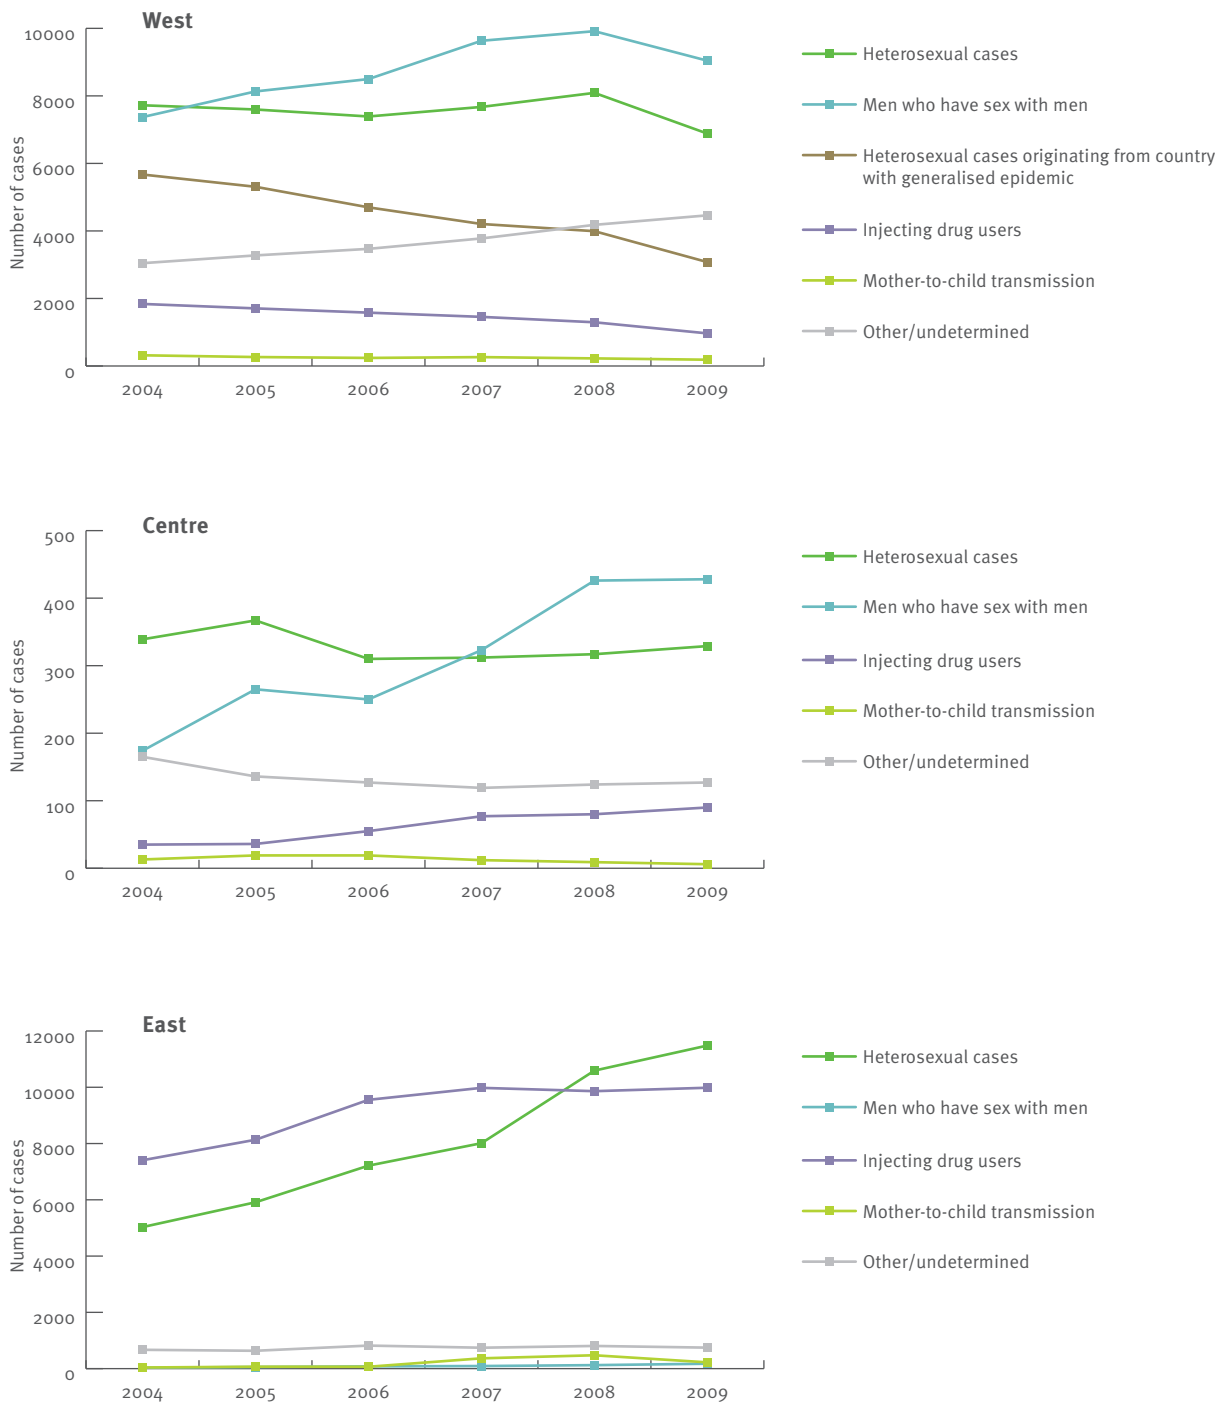 West
10000
8000
6000
4000
2000
0
Number of cases
2004 2005 2006 2007 2008 2009
Heterosexual cases
Men who have sex with men
Heterosexual cases originating from country
with generalised epidemic
Injecting drug users
Mother-to-child transmission
Other/undetermined
Centre
500
400
300
200
100
0
Number of cases
2004 2005 2006 2007 2008 2009
Heterosexual cases
Men who have sex with men
Injecting drug users
Mother-to-child transmission
Other/undetermined
East
12000
10000
8000
6000
4000
2000
0
Number of cases
2004 2005 2006 2007 2008 2009
Heterosexual cases
Men who have sex with men
Injecting drug users
Mother-to-child transmission
Other/undetermined